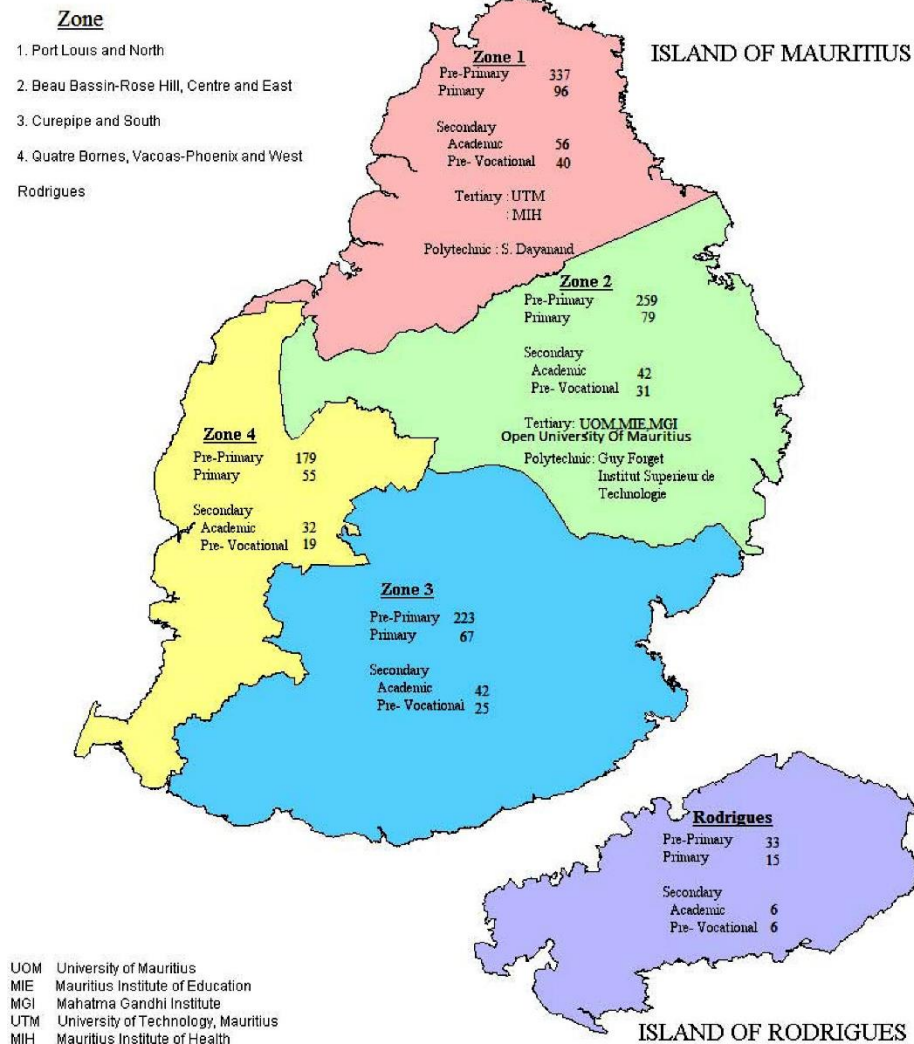 Zone
1. Port Louis and North
2. Beau Bassin-Rose Hill, Centre and East
3. Curepipe and South
4. Quatre Bornes, Vacoas-Phoenix and West
Rodrigues
ISLAND OF MAURITIUS
Zone 1
Pre-Primary 337
Primary 96
Secondary
Academic 56
Pre- Vocational 40
Tertiary : UTM
: MIH
Polytechnic : S. Dayanand
Zone 2
Pre-Primary 259
Primary 79
Secondary
Academic 42
Pre- Vocational 31
Tertiary: UOM,MIE,MGI
Open University Of Mauritius
Polytechnic: Guy Forget
Institut Superieur de
Technologie
Zone 4
Pre-Primary 179
Primary 55
Secondary
Academic 32
Pre- Vocational 19
Zone 3
Pre-Primary 223
Primary 67
Secondary
Academic 42
Pre- Vocational 25
Rodrigues
Pre-Primary 33
Primary 15
Secondary
Academic 6
Pre- Vocational 6
UOM University of Mauritius
MIE Mauritius Institute of Education
MGI Mahatma Gandhi Institute
UTM University of Technology, Mauritius
MIH Mauritius Institute of Health
ISLAND OF RODRIGUES